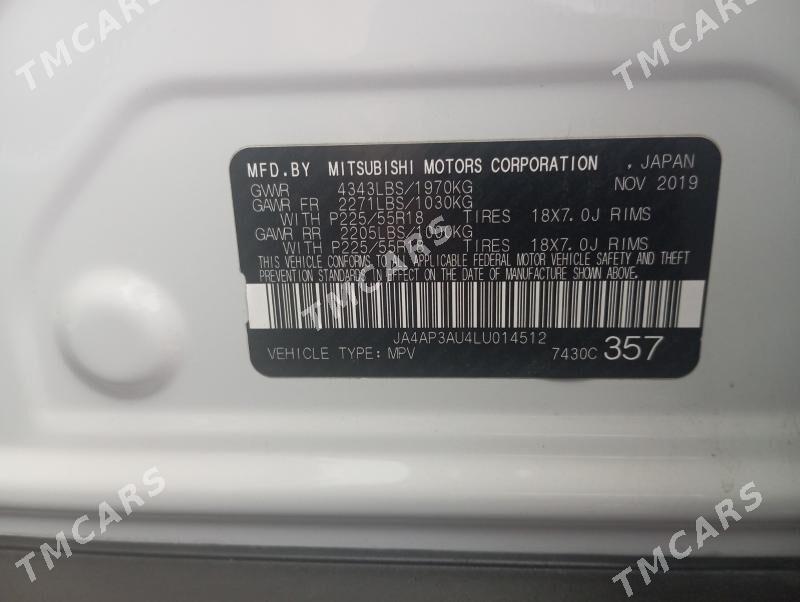 TMCARS
TMCARS
MFD.BY MITSUBISHI MOTORS CORPORATION , JAPAN
GVWR 4343LBS/1970KG NOV 2019
GAWR FR 2271LBS/1030KG
WITH P225/55R18 TIRES 18X7.0J RIMS
GAWR RR 2205LBS/1000KG
WITH P225/55R18 TIRES 18X7.0J RIMS
THIS VEHICLE CONFORMS TO ALL APPLICABLE FEDERAL MOTOR VEHICLE SAFETY AND THEFT
PREVENTION STANDARDS IN EFFECT ON THE DATE OF MANUFACTURE SHOWN ABOVE.
TMCARS
JA4AP3AU4LU014512
VEHICLE TYPE: MPV 7430C 357
TMCARS
TMCARS